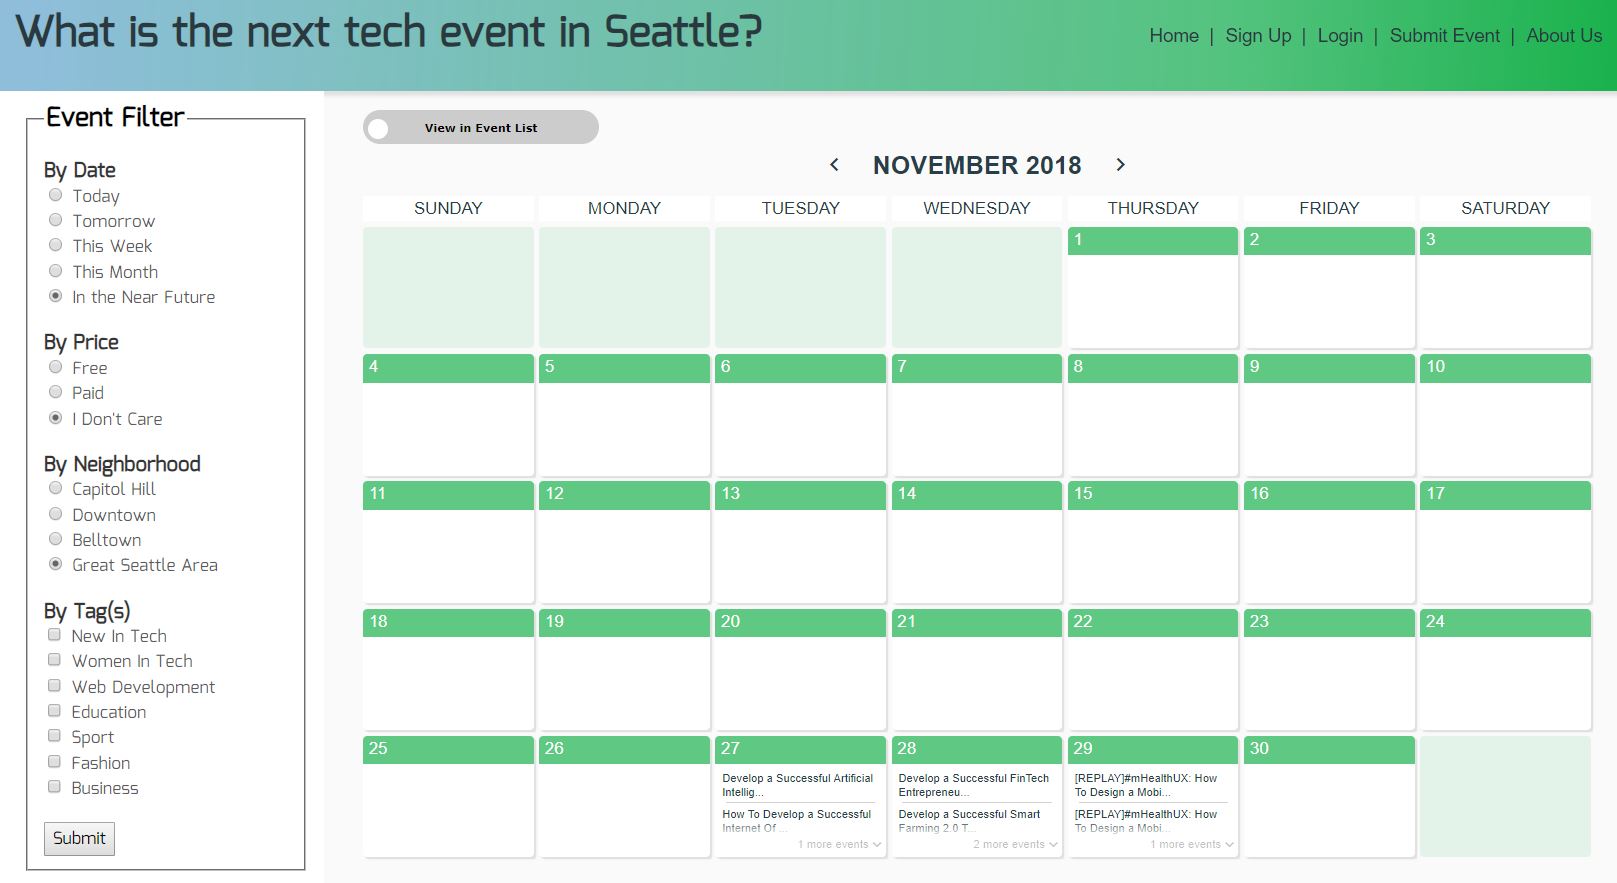 What is the next tech event in Seattle?
Home | Sign Up | Login | Submit Event | About Us
Event Filter
By Date
Today
Tomorrow
This Week
This Month
In the Near Future
By Price
Free
Paid
I Don't Care
By Neighborhood
Capitol Hill
Downtown
Belltown
Great Seattle Area
By Tag(s)
New In Tech
Women In Tech
Web Development
Education
Sport
Fashion
Business
Submit
View in Event List
< NOVEMBER 2018 >
SUNDAY MONDAY TUESDAY WEDNESDAY THURSDAY FRIDAY SATURDAY
1 2 3
4 5 6 7 8 9 10
11 12 13 14 15 16 17
18 19 20 21 22 23 24
25 26 27 28 29 30
Develop a Successful Artificial
Intellig...
How To Develop a Successful
Internet Of ...
1 more events
Develop a Successful FinTech
Entrepreneu...
Develop a Successful Smart
Farming 2.0 T...
2 more events
[REPLAY]#mHealthUX: How
To Design a Mobi...
[REPLAY]#mHealthUX: How
To Design a Mobi...
1 more events